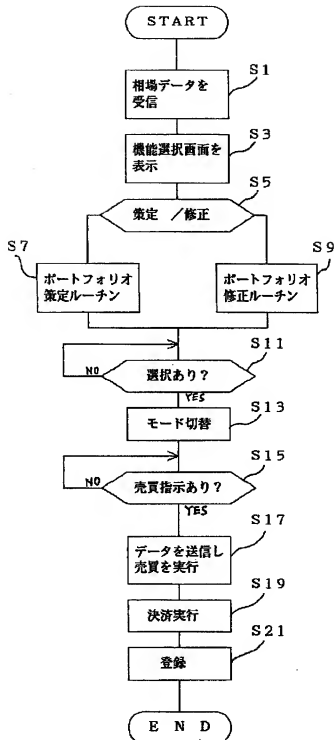 START
S1
相場データを
受信
S3
機能選択画面を
表示
S5
策定 ／修正
S7
ポートフォリオ
策定ルーチン
S9
ポートフォリオ
修正ルーチン
S11
選択あり?
NO
YES
S13
モード切替
S15
売買指示あり?
NO
YES
S17
データを送信し
売買を実行
S19
決済実行
S21
登録
END